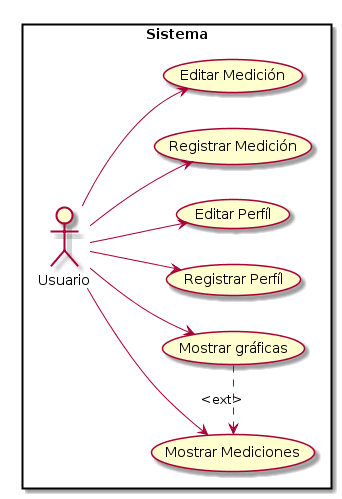 Sistema
Editar Medición
Registrar Medición
Editar Perfíl
Usuario
Registrar Perfíl
Mostrar gráficas
<ext>
Mostrar Mediciones